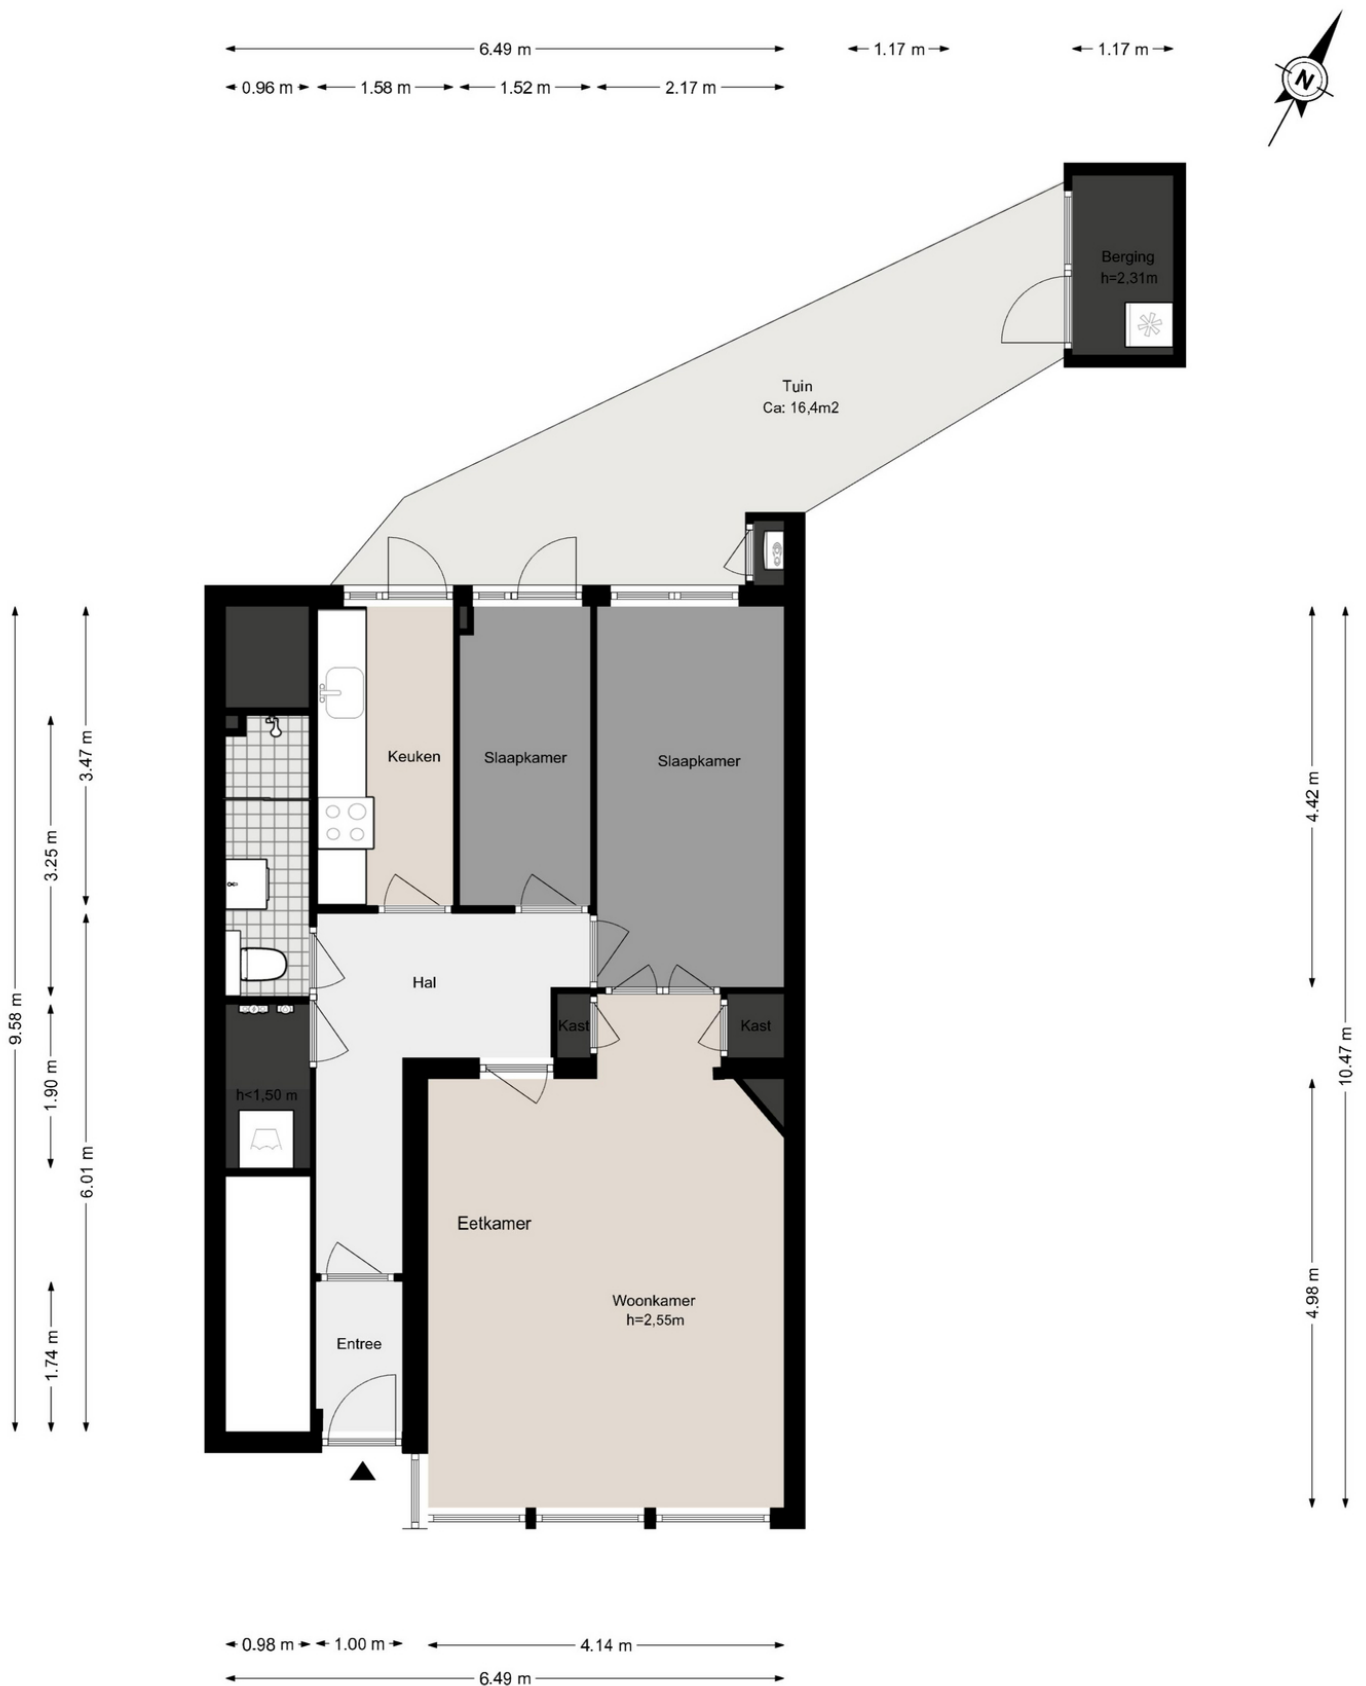 6.49 m
1.17 m
1.17 m
0.96 m
1.58 m
1.52 m
2.17 m
N
Berging
h=2,31m
Tuin
Ca: 16,4m2
3.47 m
Keuken
Slaapkamer
Slaapkamer
4.42 m
3.25 m
Hal
9.58 m
Kast
Kast
10.47 m
1.90 m
h<1,50 m
6.01 m
Eetkamer
4.98 m
Woonkamer
h=2,55m
1.74 m
Entree
0.98 m
1.00 m
4.14 m
6.49 m